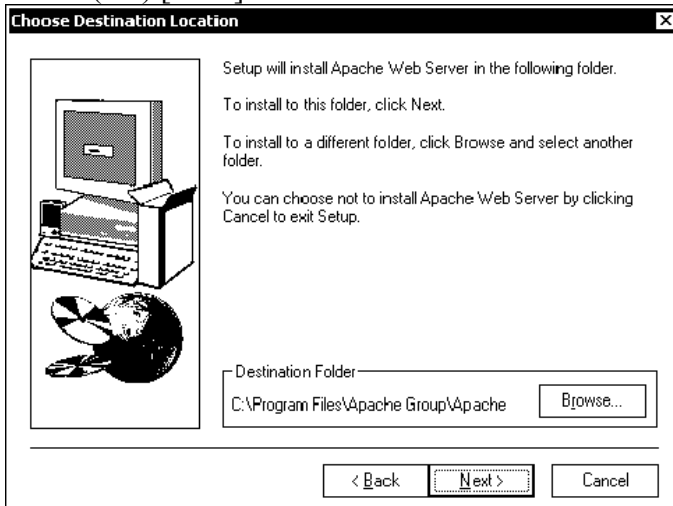 Choose Destination Location
Setup will install Apache Web Server in the following folder.
To install to this folder, click Next.
To install to a different folder, click Browse and select another
folder.
You can choose not to install Apache Web Server by clicking
Cancel to exit Setup.
Destination Folder
C:\Program Files\Apache Group\Apache
Browse...
< Back
Next >
Cancel